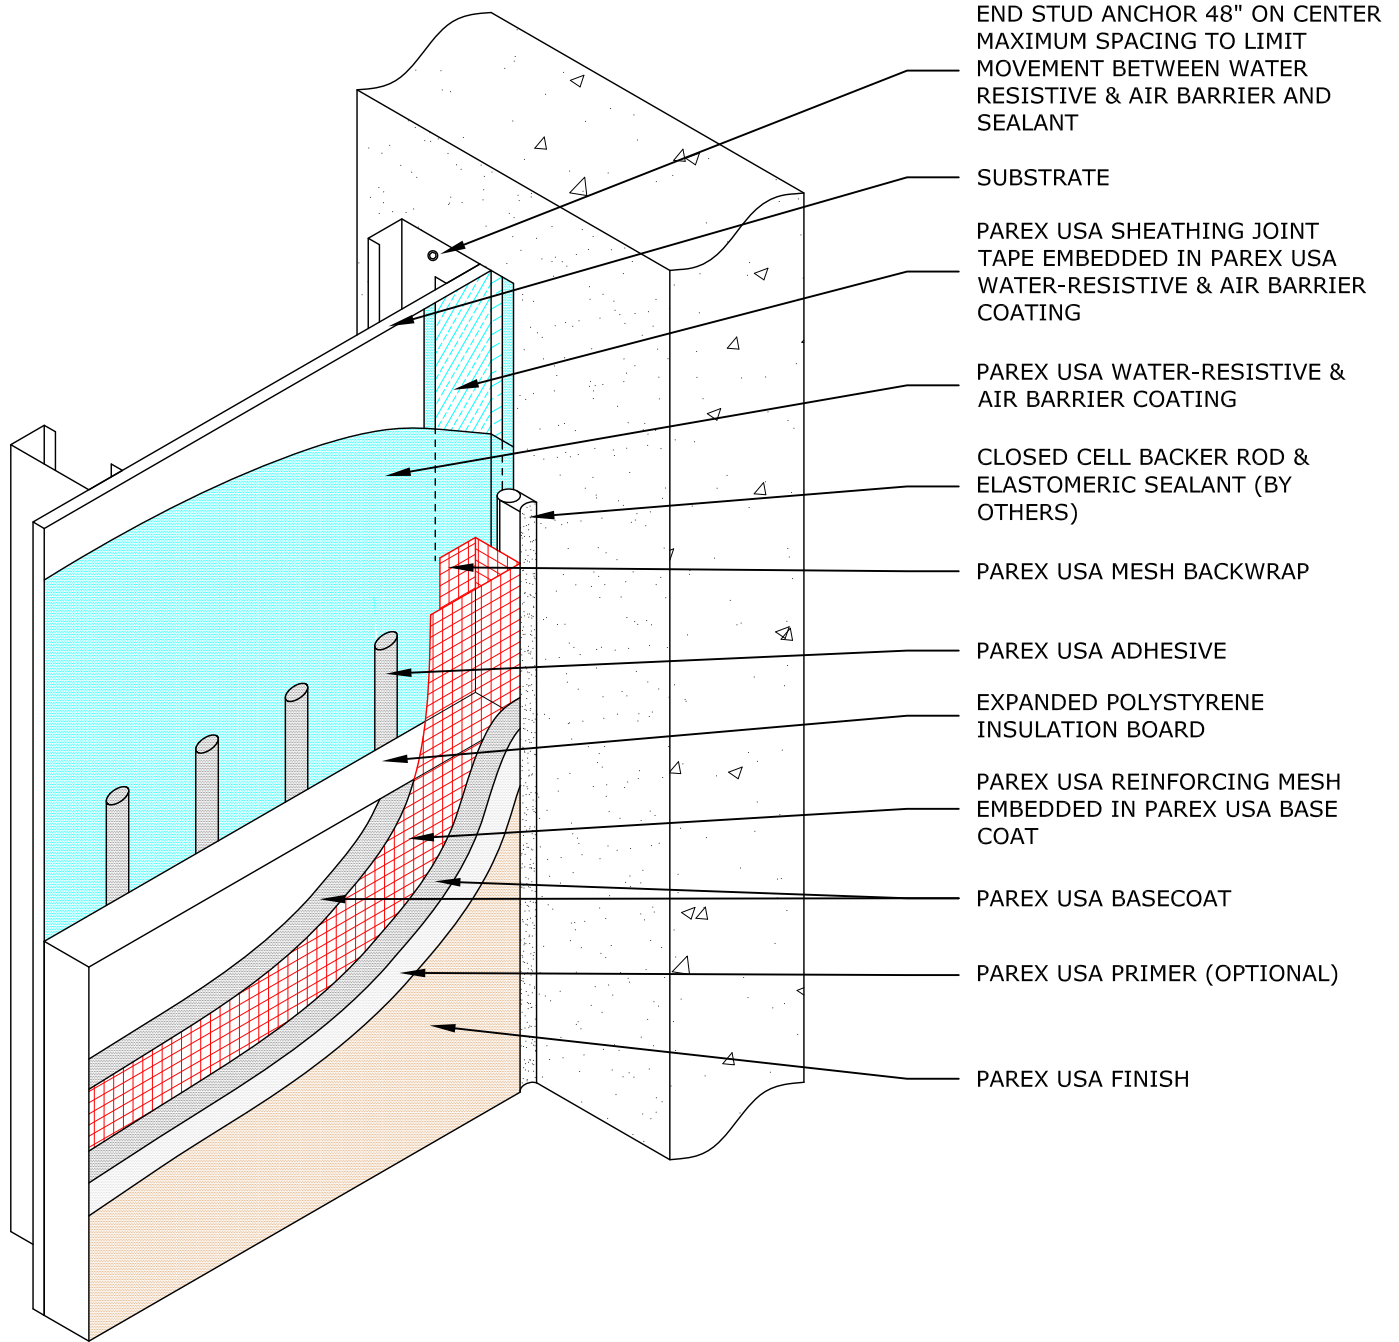 END STUD ANCHOR 48" ON CENTER
MAXIMUM SPACING TO LIMIT
MOVEMENT BETWEEN WATER
RESISTIVE & AIR BARRIER AND
SEALANT
SUBSTRATE
PAREX USA SHEATHING JOINT
TAPE EMBEDDED IN PAREX USA
WATER-RESISTIVE & AIR BARRIER
COATING
PAREX USA WATER-RESISTIVE &
AIR BARRIER COATING
CLOSED CELL BACKER ROD &
ELASTOMERIC SEALANT (BY
OTHERS)
PAREX USA MESH BACKWRAP
PAREX USA ADHESIVE
EXPANDED POLYSTYRENE
INSULATION BOARD
PAREX USA REINFORCING MESH
EMBEDDED IN PAREX USA BASE
COAT
PAREX USA BASECOAT
PAREX USA PRIMER (OPTIONAL)
PAREX USA FINISH